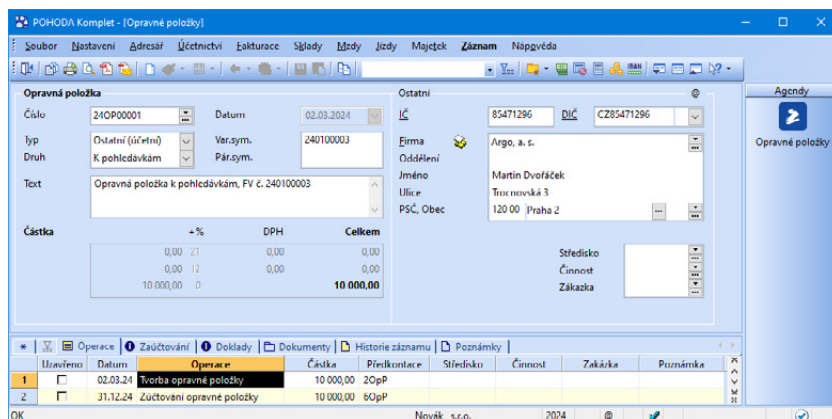 POHODA Komplet - [Opravné položky]
Soubor Nastavení Adresář Účetnictví Fakturace Sklady Mzdy Jízdy Majetek Záznam Nápověda
IBAN
Opravná položka
Ostatní @
Agendy
Číslo 24OP00001 Datum 02.03.2024 IČ 85471296 DIČ CZ85471296
Typ Ostatní (účetní) Var.sym. 240100003 Firma Argo, a. s. Opravné položky
Druh K pohledávkám Pár.sym. Oddělení
Jméno Martin Dvořáček
Text Opravná položka k pohledávkám, FV č. 240100003 Ulice Trocnovská 3
PSČ, Obec 120 00 Praha 2
Částka +% DPH Celkem
0,00 21 0,00 0,00 Středisko
0,00 12 0,00 0,00 Činnost
10 000,00 0 10 000,00 Zakázka
* Operace Zaúčtování Doklady Dokumenty Historie záznamu Poznámky
Uzavřeno Datum Operace Částka Předkontace Středisko Činnost Zakázka Poznámka
1 02.03.24 Tvorba opravné položky 10 000,00 2OpP
2 31.12.24 Zúčtování opravné položky 10 000,00 6OpP
OK Novák s.r.o. 2024 @